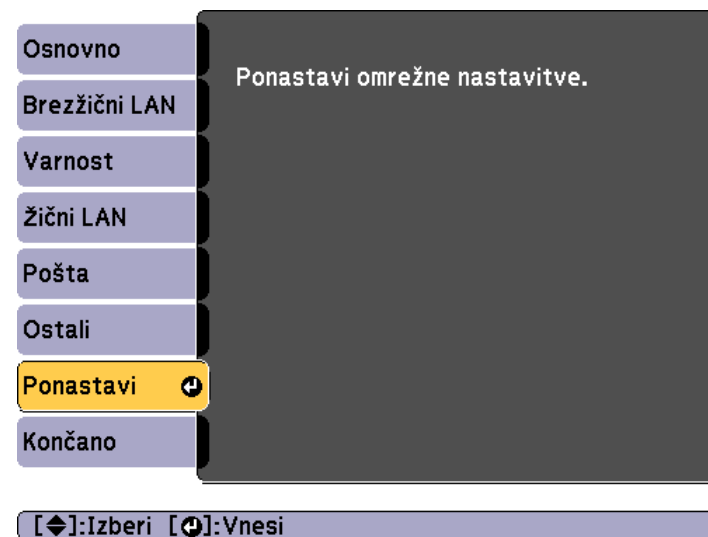 Osnovno
Brezžični LAN
Varnost
Žični LAN
Pošta
Ostali
Ponastavi
Končano
Ponastavi omrežne nastavitve.
[◆]:Izberi [↵]:Vnesi